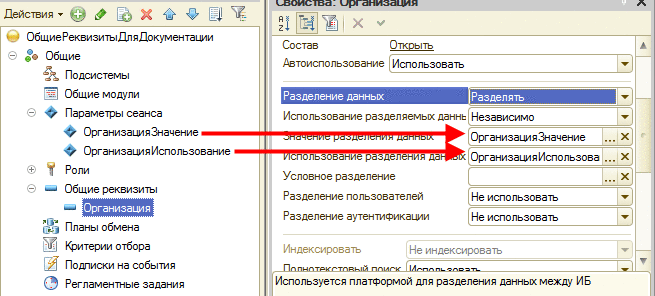 Действия
ОбщиеРеквизитыДляДокументации
Общие
Подсистемы
Общие модули
Параметры сеанса
ОрганизацияЗначение
ОрганизацияИспользование
Роли
Общие реквизиты
Организация
Планы обмена
Критерии отбора
Подписки на события
Регламентные задания
Свойства: Организация
Состав Открыть
Автоиспользование Использовать
Разделение данных Разделять
Использование разделяемых данн Независимо
Значение разделения данных ОрганизацияЗначение
Использование разделения данных ОрганизацияИспользова
Условное разделение
Разделение пользователей Не использовать
Разделение аутентификации Не использовать
Индексировать Не индексировать
Полнотекстовый поиск Использовать
Используется платформой для разделения данных между ИБ